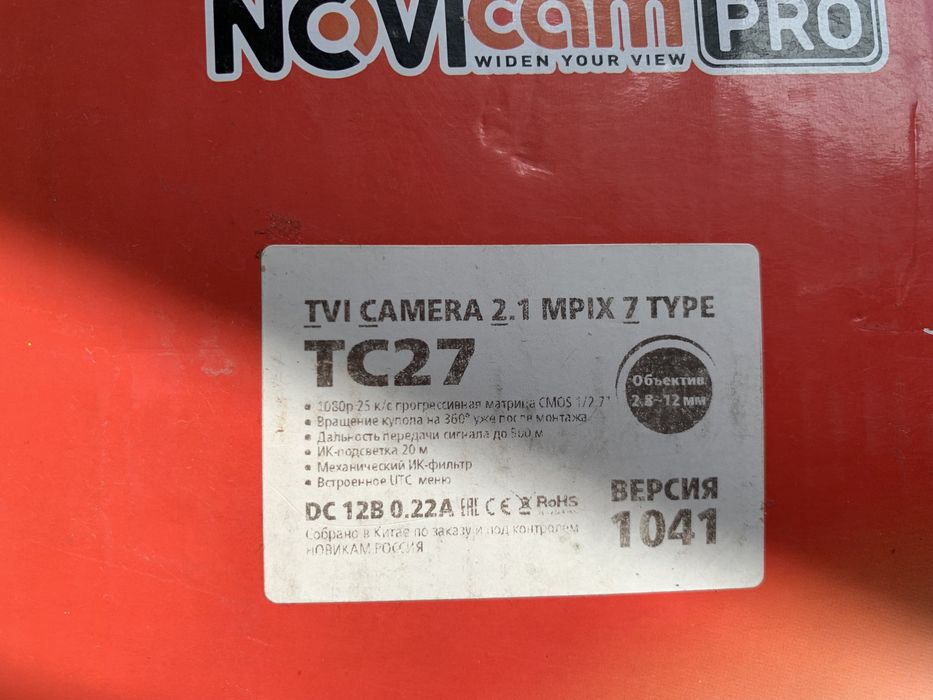 NOVIcam PRO
WIDEN YOUR VIEW
TVI CAMERA 2.1 MPIX 7 TYPE
TC27
Объектив
2.8~12 мм
1080p 25 к/с прогрессивная матрица CMOS 1/2.7"
Вращение купола на 360° уже после монтажа
Дальность передачи сигнала до 500 м
ИК-подсветка 20 м
Механический ИК-фильтр
Встроенное UTC меню
DC 12В 0.22А EAC CE RoHS
Собрано в Китае по заказу и под контролем
НОВИКАМ РОССИЯ
ВЕРСИЯ
1041